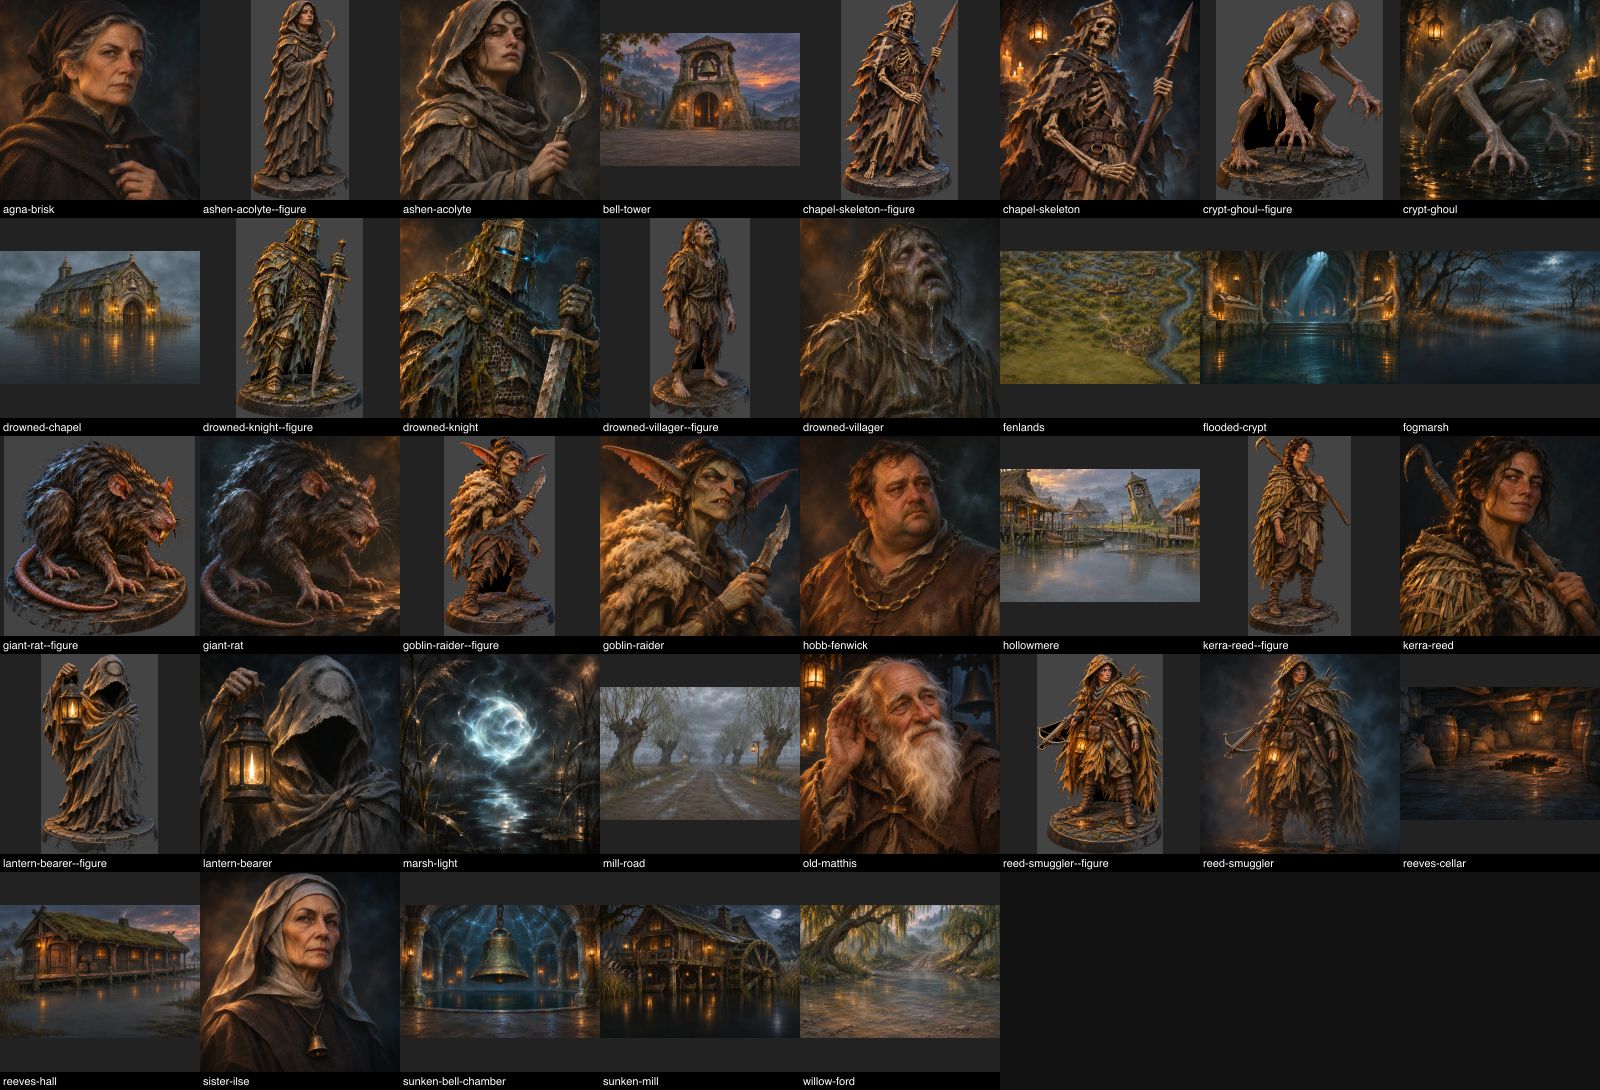 agna-brisk
ashen-acolyte--figure
ashen-acolyte
bell-tower
chapel-skeleton--figure
chapel-skeleton
crypt-ghoul--figure
crypt-ghoul
drowned-chapel
drowned-knight--figure
drowned-knight
drowned-villager--figure
drowned-villager
fenlands
flooded-crypt
fogmarsh
giant-rat--figure
giant-rat
goblin-raider--figure
goblin-raider
hobb-fenwick
hollowmere
kerra-reed--figure
kerra-reed
lantern-bearer--figure
lantern-bearer
marsh-light
mill-road
old-matthis
reed-smuggler--figure
reed-smuggler
reeves-cellar
reeves-hall
sister-ilse
sunken-bell-chamber
sunken-mill
willow-ford